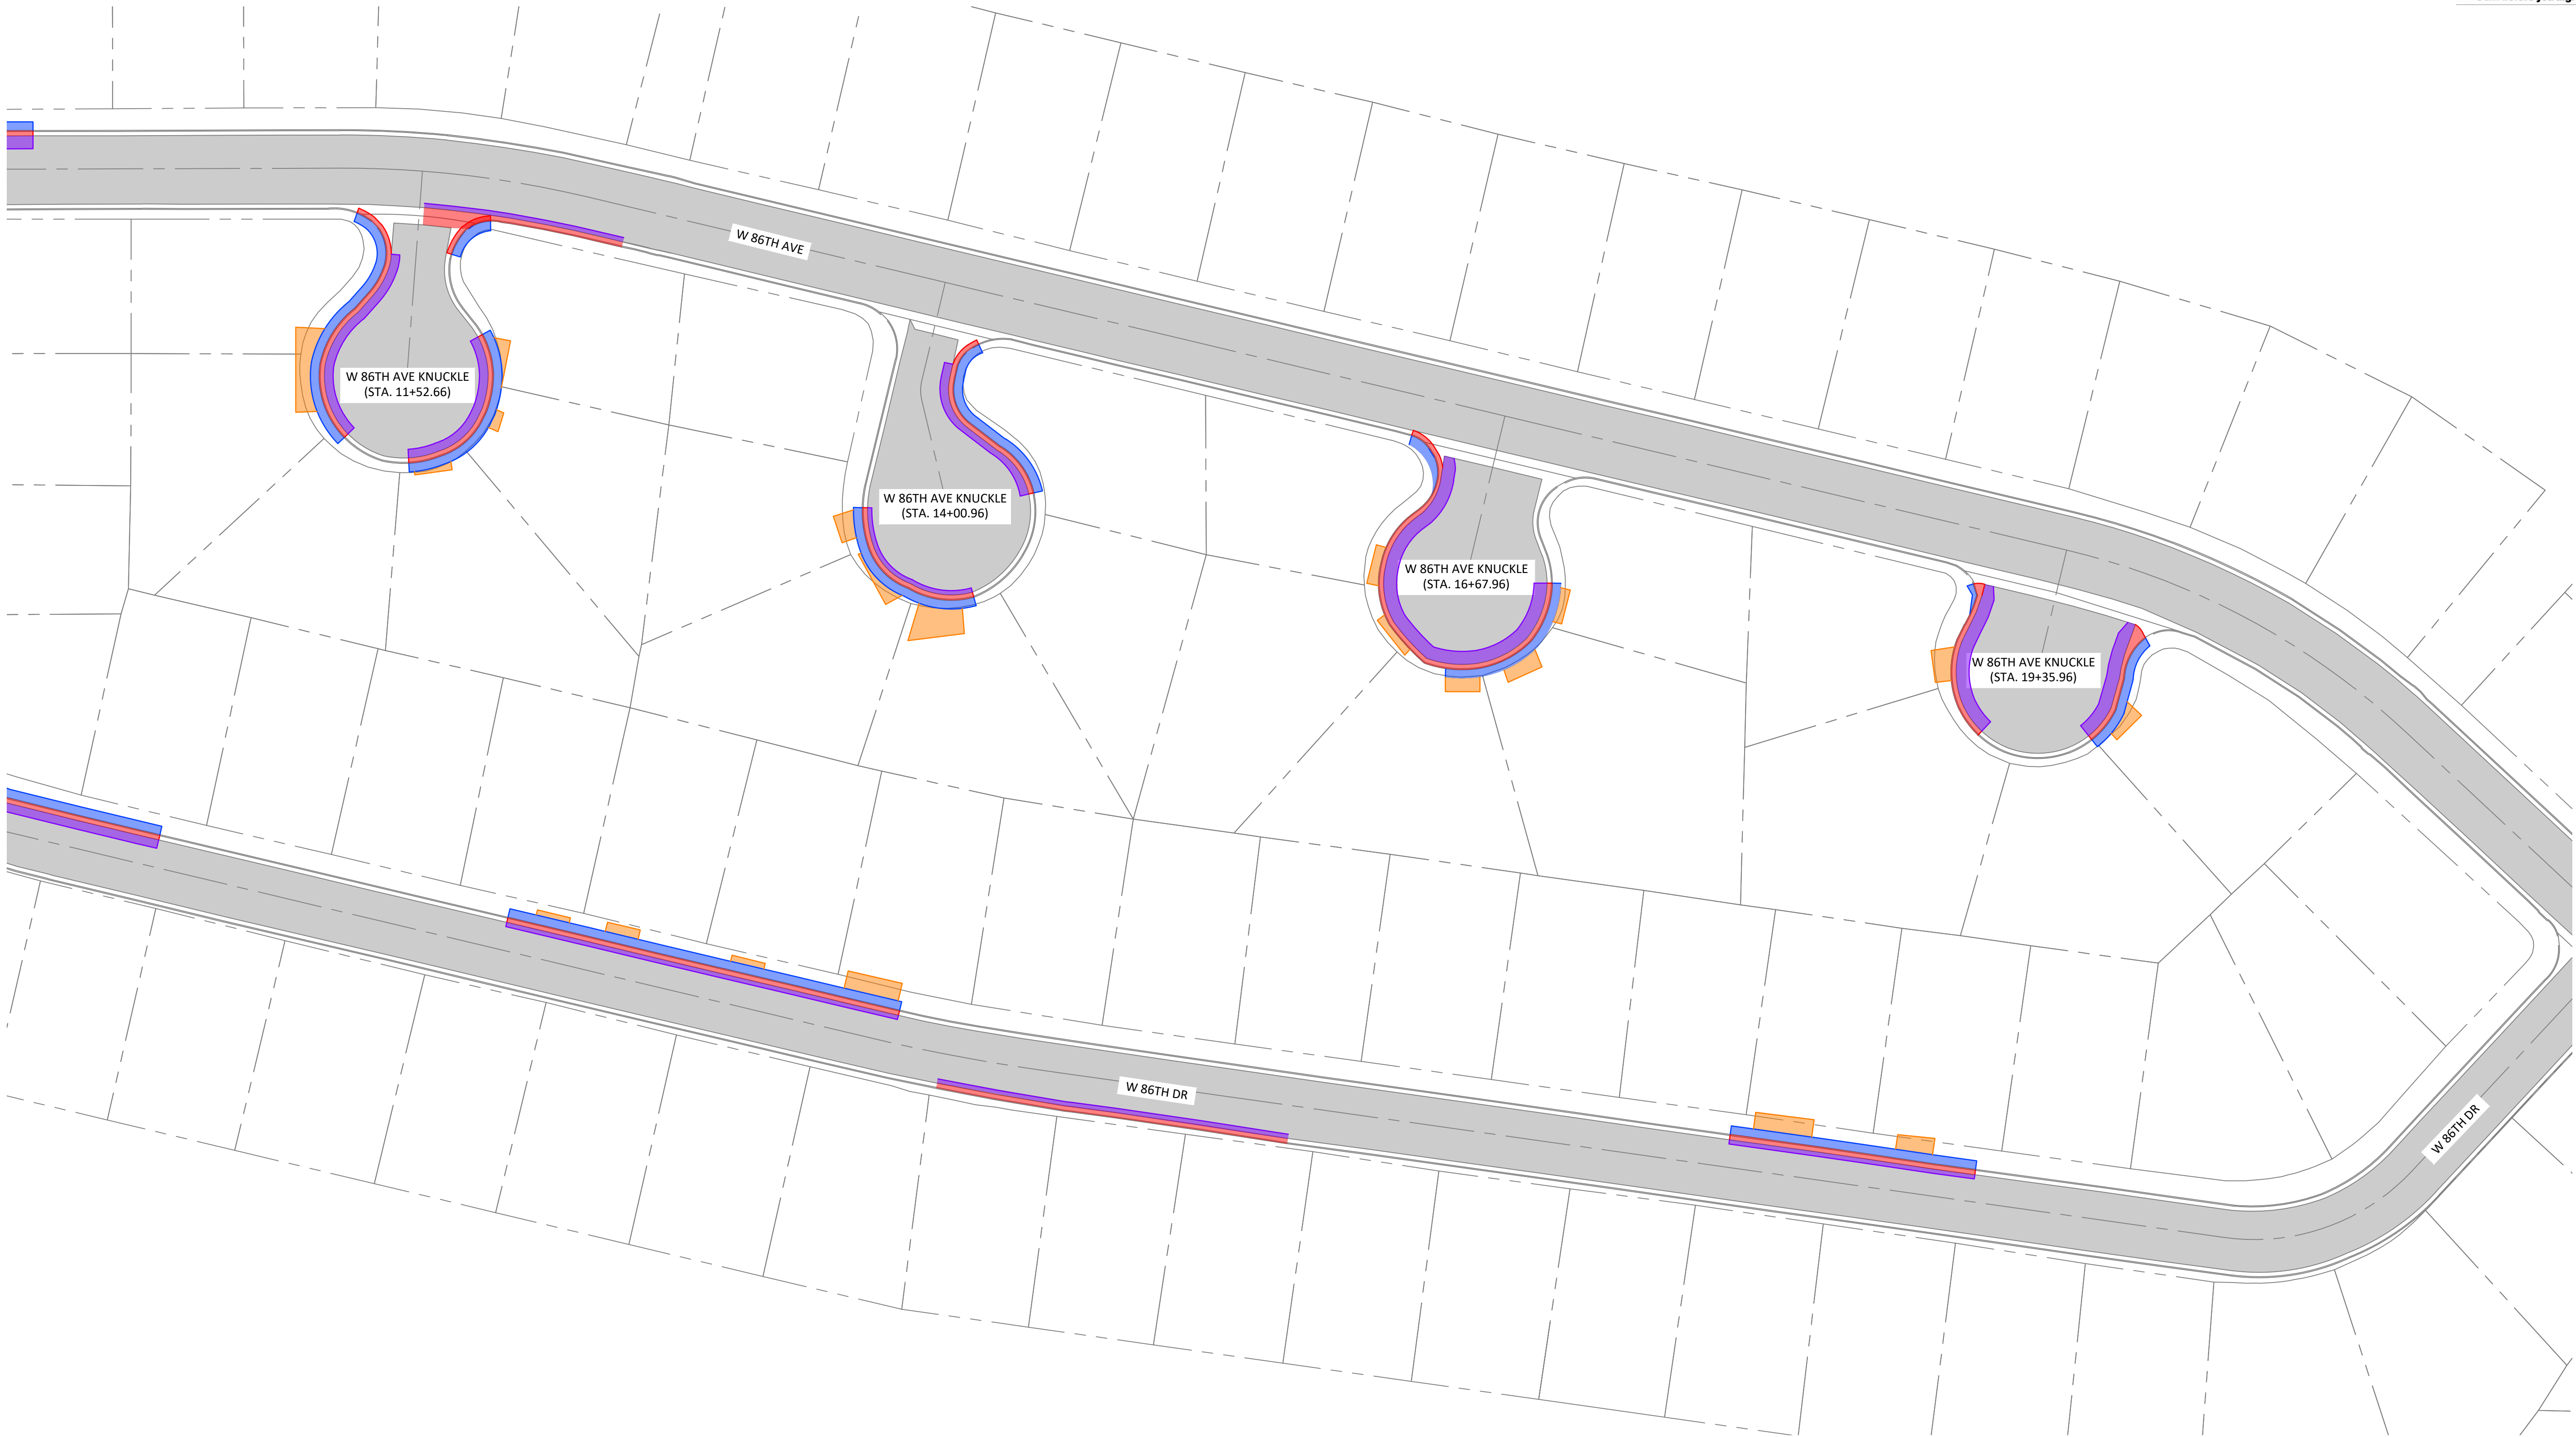 W 86TH AVE
W 86TH AVE KNUCKLE
(STA. 11+52.66)
W 86TH AVE KNUCKLE
(STA. 14+00.96)
W 86TH AVE KNUCKLE
(STA. 16+67.96)
W 86TH AVE KNUCKLE
(STA. 19+35.96)
W 86TH DR
W 86TH DR